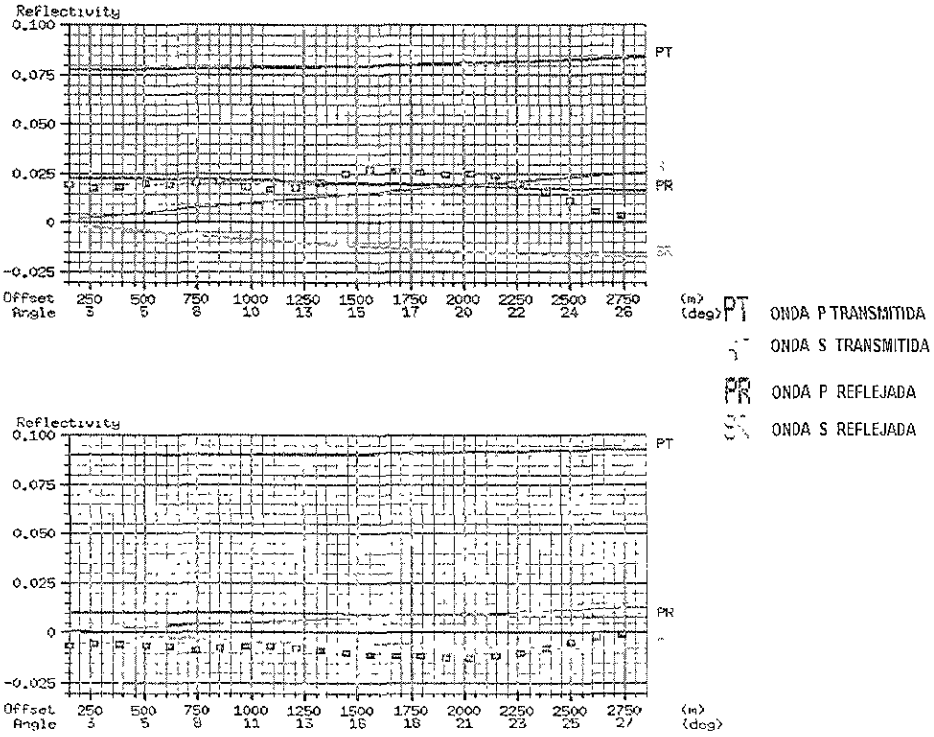 Reflectivity
0.100
0.075
0.050
0.025
0
-0.025
PT
PR
SR
Offset 250 500 750 1000 1250 1500 1750 2000 2250 2500 2750 (m)
Angle 3 5 8 10 13 15 17 20 22 24 26 (deg)
PT ONDA P TRANSMITIDA
ONDA S TRANSMITIDA
PR ONDA P REFLEJADA
SR ONDA S REFLEJADA
Reflectivity
0.100
0.075
0.050
0.025
0
-0.025
PT
PR
Offset 250 500 750 1000 1250 1500 1750 2000 2250 2500 2750 (m)
Angle 3 5 8 11 13 16 18 21 23 25 27 (deg)